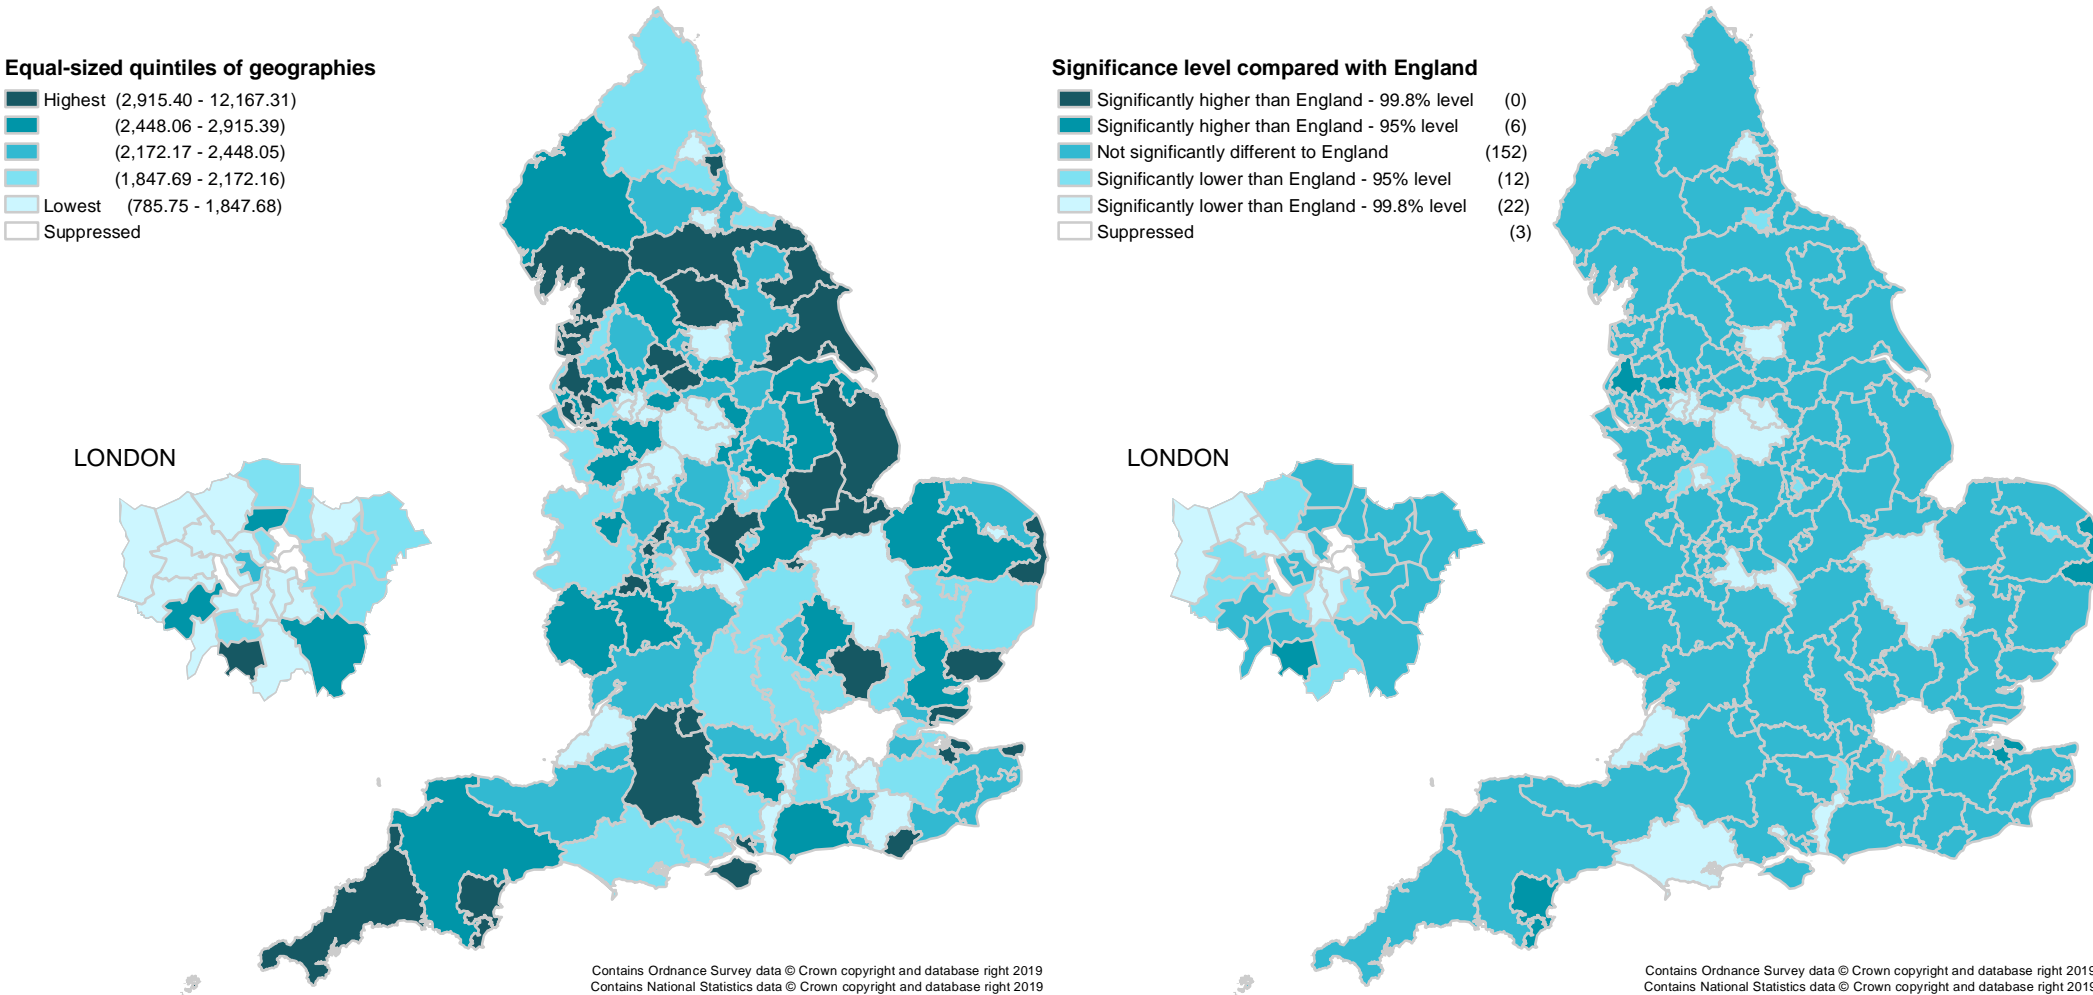 Equal-sized quintiles of geographies
Highest (2,915.40 - 12,167.31)
(2,448.06 - 2,915.39)
(2,172.17 - 2,448.05)
(1,847.69 - 2,172.16)
Lowest (785.75 - 1,847.68)
Suppressed
LONDON
Contains Ordnance Survey data © Crown copyright and database right 2019
Contains National Statistics data © Crown copyright and database right 2019
Significance level compared with England
Significantly higher than England - 99.8% level (0)
Significantly higher than England - 95% level (6)
Not significantly different to England (152)
Significantly lower than England - 95% level (12)
Significantly lower than England - 99.8% level (22)
Suppressed (3)
LONDON
Contains Ordnance Survey data © Crown copyright and database right 2019
Contains National Statistics data © Crown copyright and database right 2019